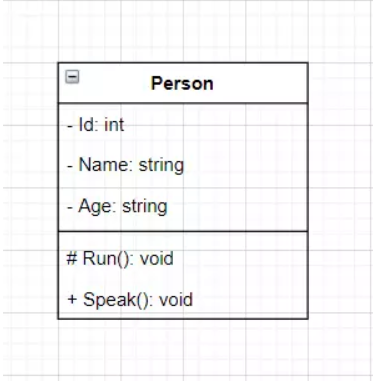 Person
- Id: int
- Name: string
- Age: string
# Run(): void
+ Speak(): void